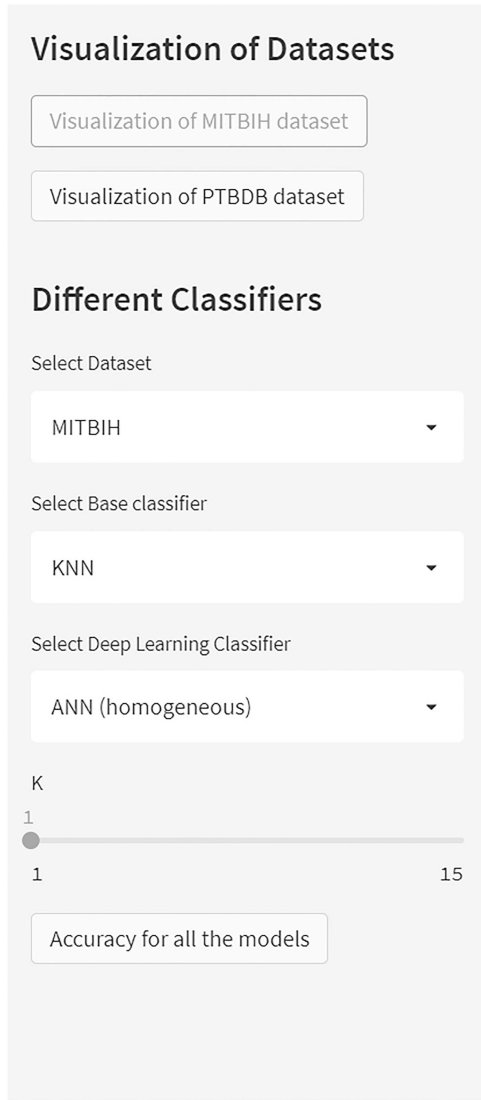 Visualization of Datasets
Visualization of MITBIH dataset
Visualization of PTBDB dataset
Different Classifiers
Select Dataset
MITBIH
Select Base classifier
KNN
Select Deep Learning Classifier
ANN (homogeneous)
K
1
1 15
Accuracy for all the models